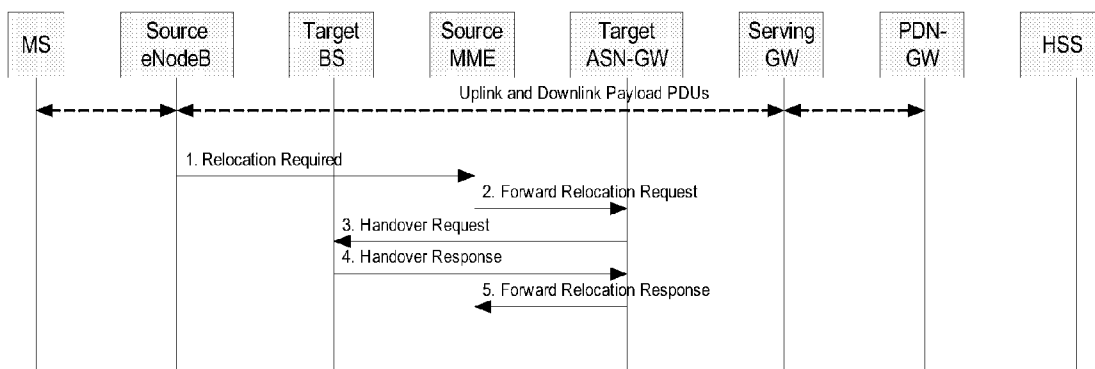 MS
Source
eNodeB
Target
BS
Source
MME
Target
ASN-GW
Serving
GW
PDN-
GW
HSS
Uplink and Downlink Payload PDUs
1. Relocation Required
2. Forward Relocation Request
3. Handover Request
4. Handover Response
5. Forward Relocation Response